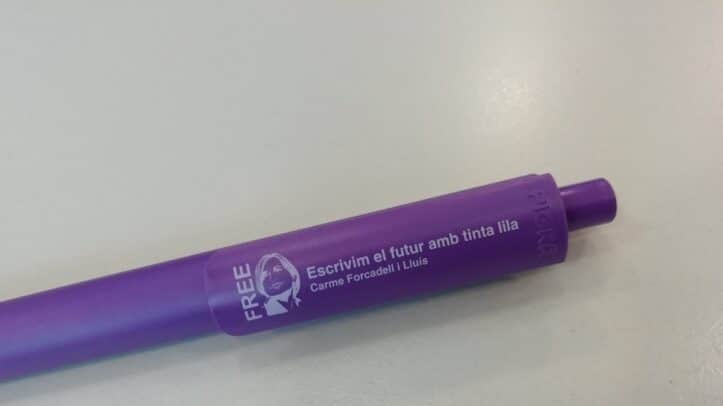 FREE
Escrivim el futur amb tinta lila
Carme Forcadell i Lluís